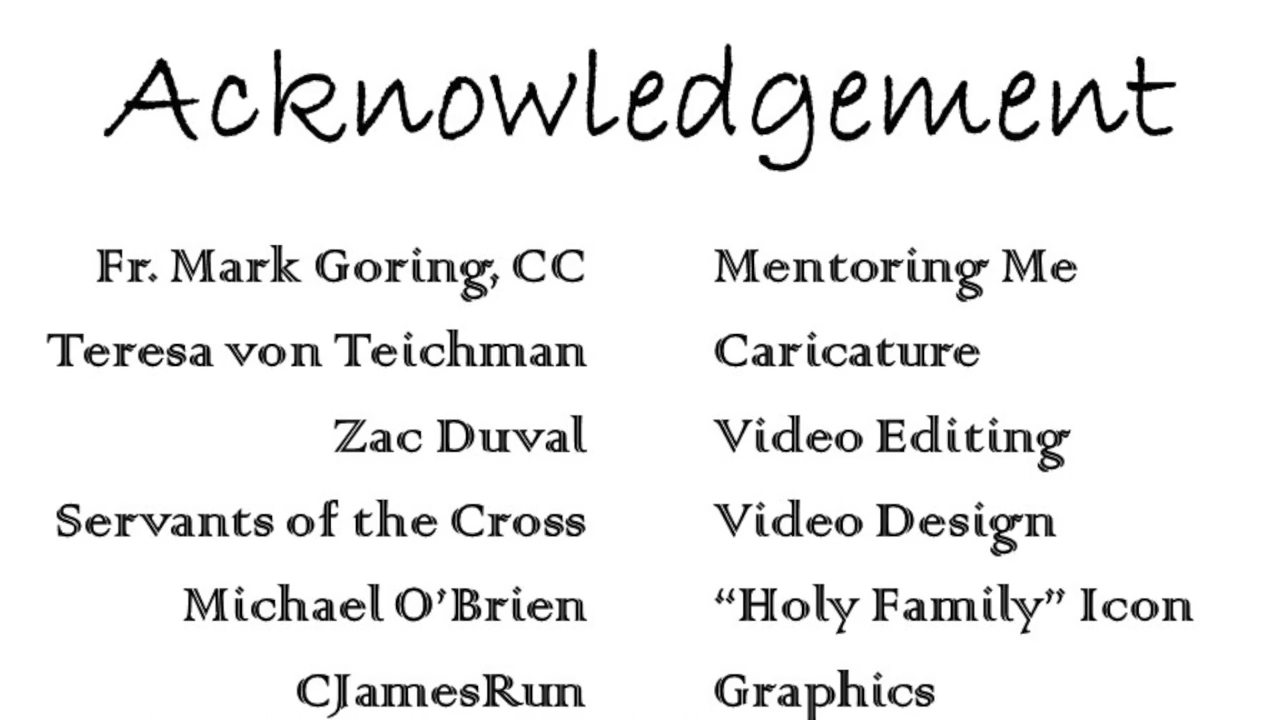 Acknowledgement
Fr. Mark Goring, CC Mentoring Me
Teresa von Teichman Caricature
Zac Duval Video Editing
Servants of the Cross Video Design
Michael O’Brien “Holy Family” Icon
CJamesRun Graphics